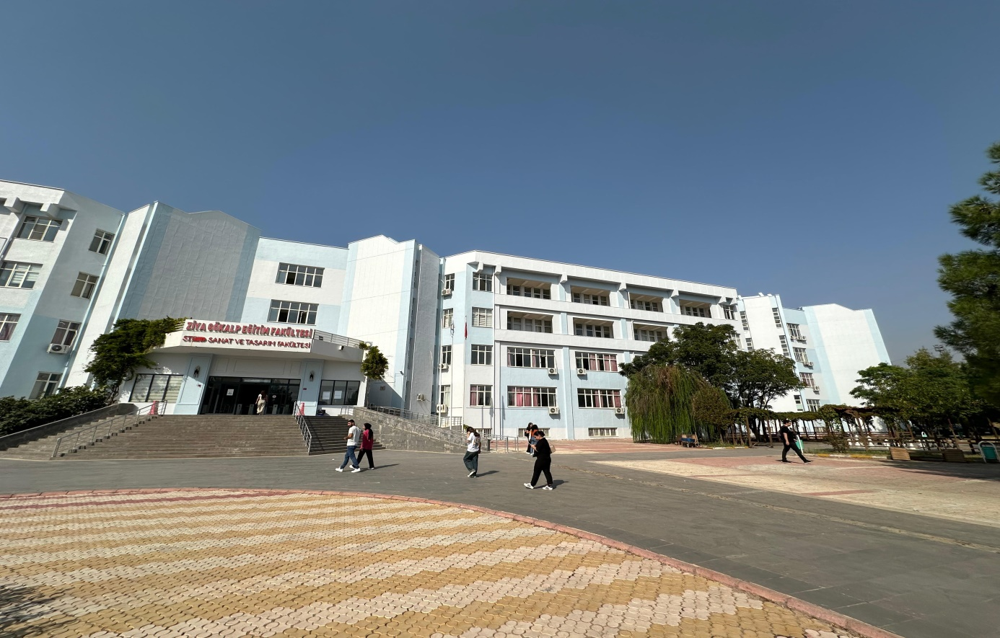 ZİYA GÖKALP EĞİTİM FAKÜLTESİ
SANAT VE TASARIM FAKÜLTESİ